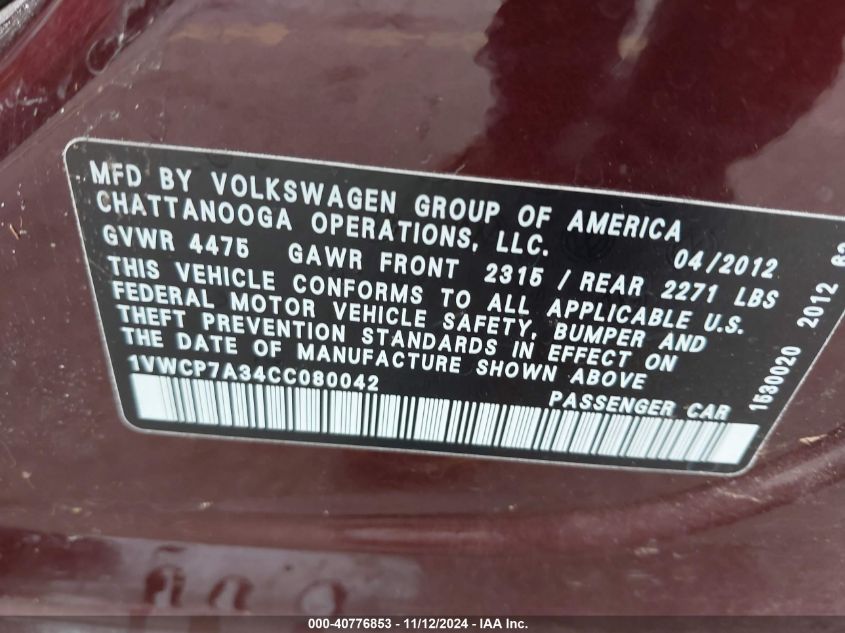 MFD BY VOLKSWAGEN GROUP OF AMERICA
CHATTANOOGA OPERATIONS, LLC.
GVWR 4475 GAWR FRONT 2315 / REAR 2271 LBS
04/2012
THIS VEHICLE CONFORMS TO ALL APPLICABLE U.S.
FEDERAL MOTOR VEHICLE SAFETY, BUMPER AND
THEFT PREVENTION STANDARDS IN EFFECT ON
THE DATE OF MANUFACTURE SHOWN ABOVE
1VWCP7A34CC080042
PASSENGER CAR
1530020 2012
000-40776853 - 11/12/2024 - IAA Inc.